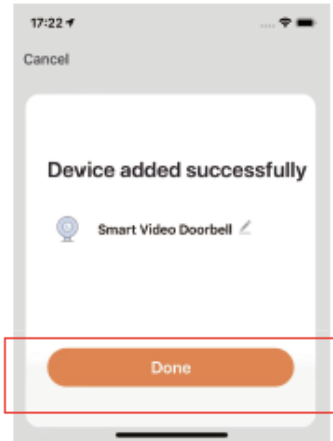 17:22
Cancel
Device added successfully
Smart Video Doorbell
Done